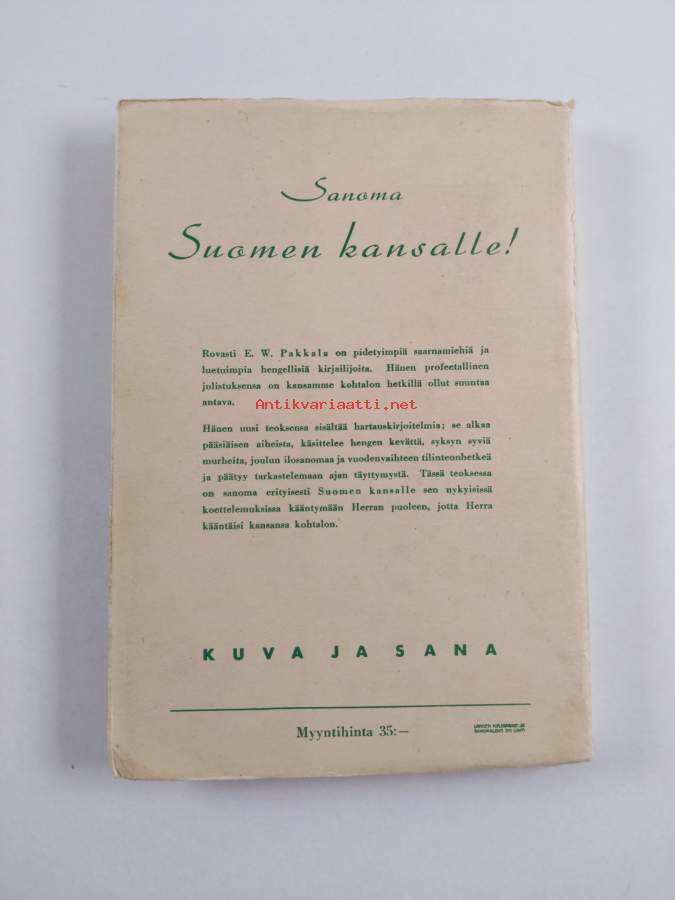 Sanoma
Suomen kansalle!
Rovasti E. W. Pakkala on pidetyimpiä saarnamiehiä ja
luetuimpia hengellisiä kirjailijoita. Hänen profeetallinen
julistuksensa on kansamme kohtalon hetkillä ollut suuntaa
antava.
Antikvariaatti.net
Hänen uusi teoksensa sisältää hartauskirjoitelmia; se alkaa
pääsiäisen aiheista, käsittelee hengen kevättä, syksyn syviä
murheita, joulun ilosanomaa ja vuodenvaihteen tilinteonhetkeä
ja päätyy tarkastelemaan ajan täyttymystä. Tässä teoksessa
on sanoma erityisesti Suomen kansalle sen nykyisissä
koettelemuksissa kääntymään Herran puoleen, jotta Herra
kääntäisi kansansa kohtalon.
KUVA JA SANA
Myyntihinta 35:—